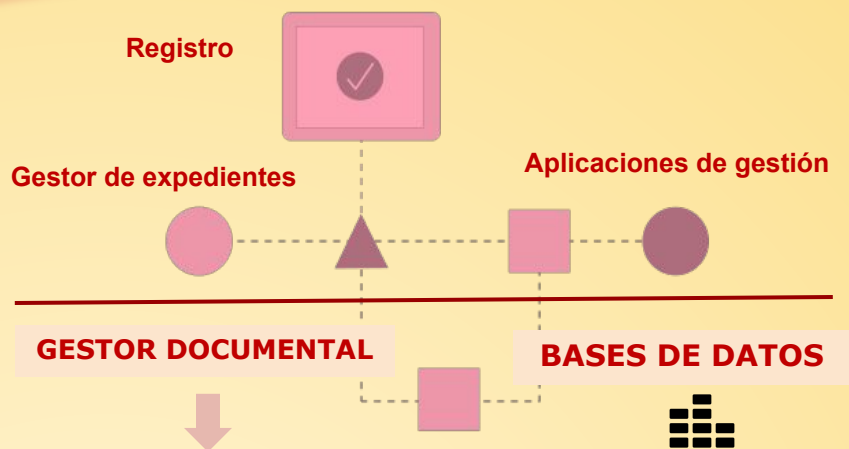 Registro
Gestor de expedientes
Aplicaciones de gestión
GESTOR DOCUMENTAL
BASES DE DATOS